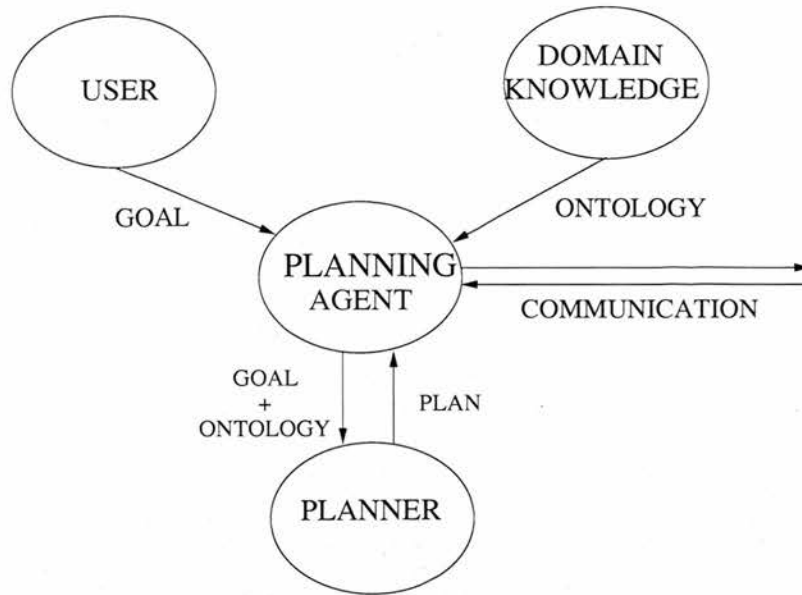 USER
DOMAIN
KNOWLEDGE
GOAL
ONTOLOGY
PLANNING
AGENT
COMMUNICATION
GOAL
+
ONTOLOGY
PLAN
PLANNER